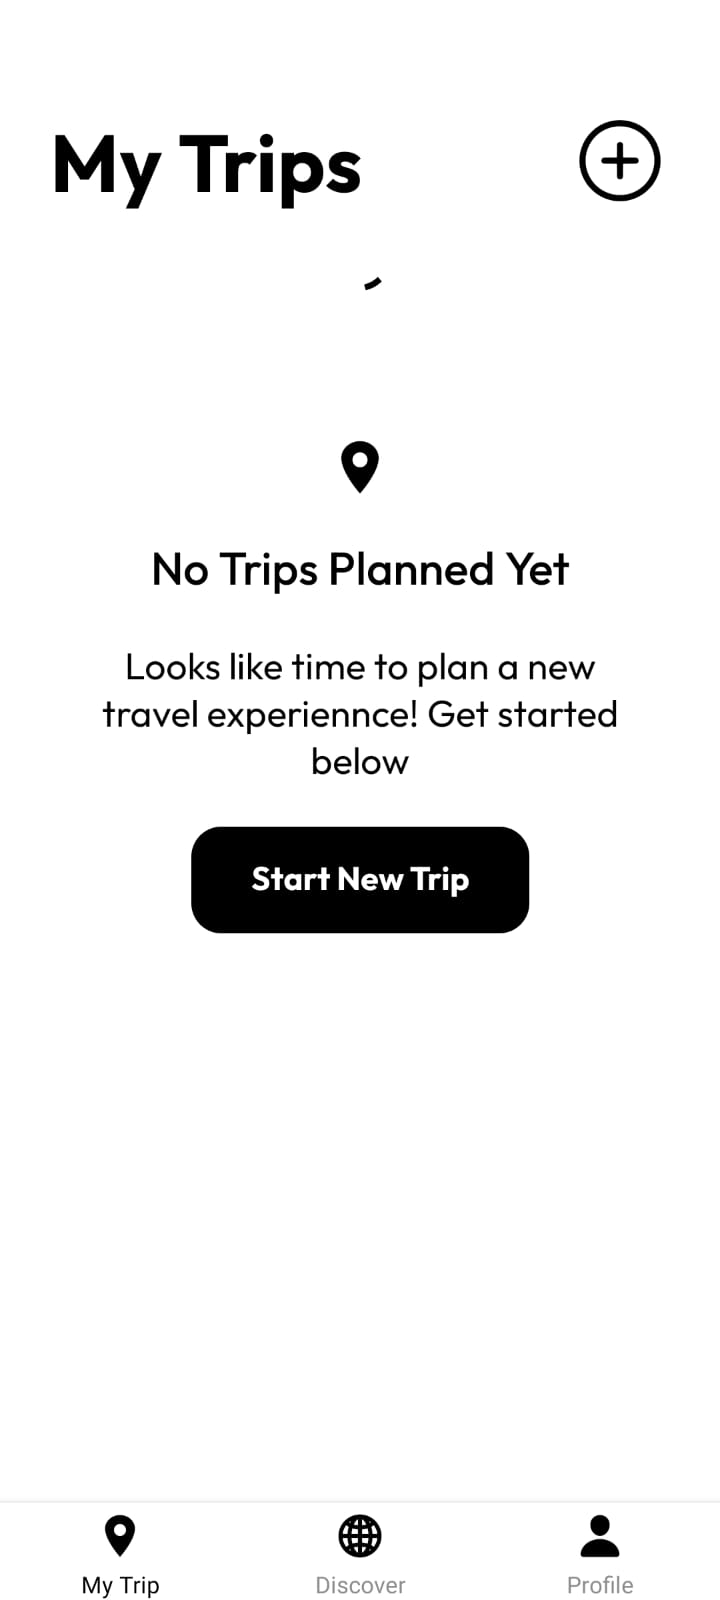 My Trips
No Trips Planned Yet
Looks like time to plan a new
travel experiennce! Get started
below
Start New Trip
My Trip
Discover
Profile